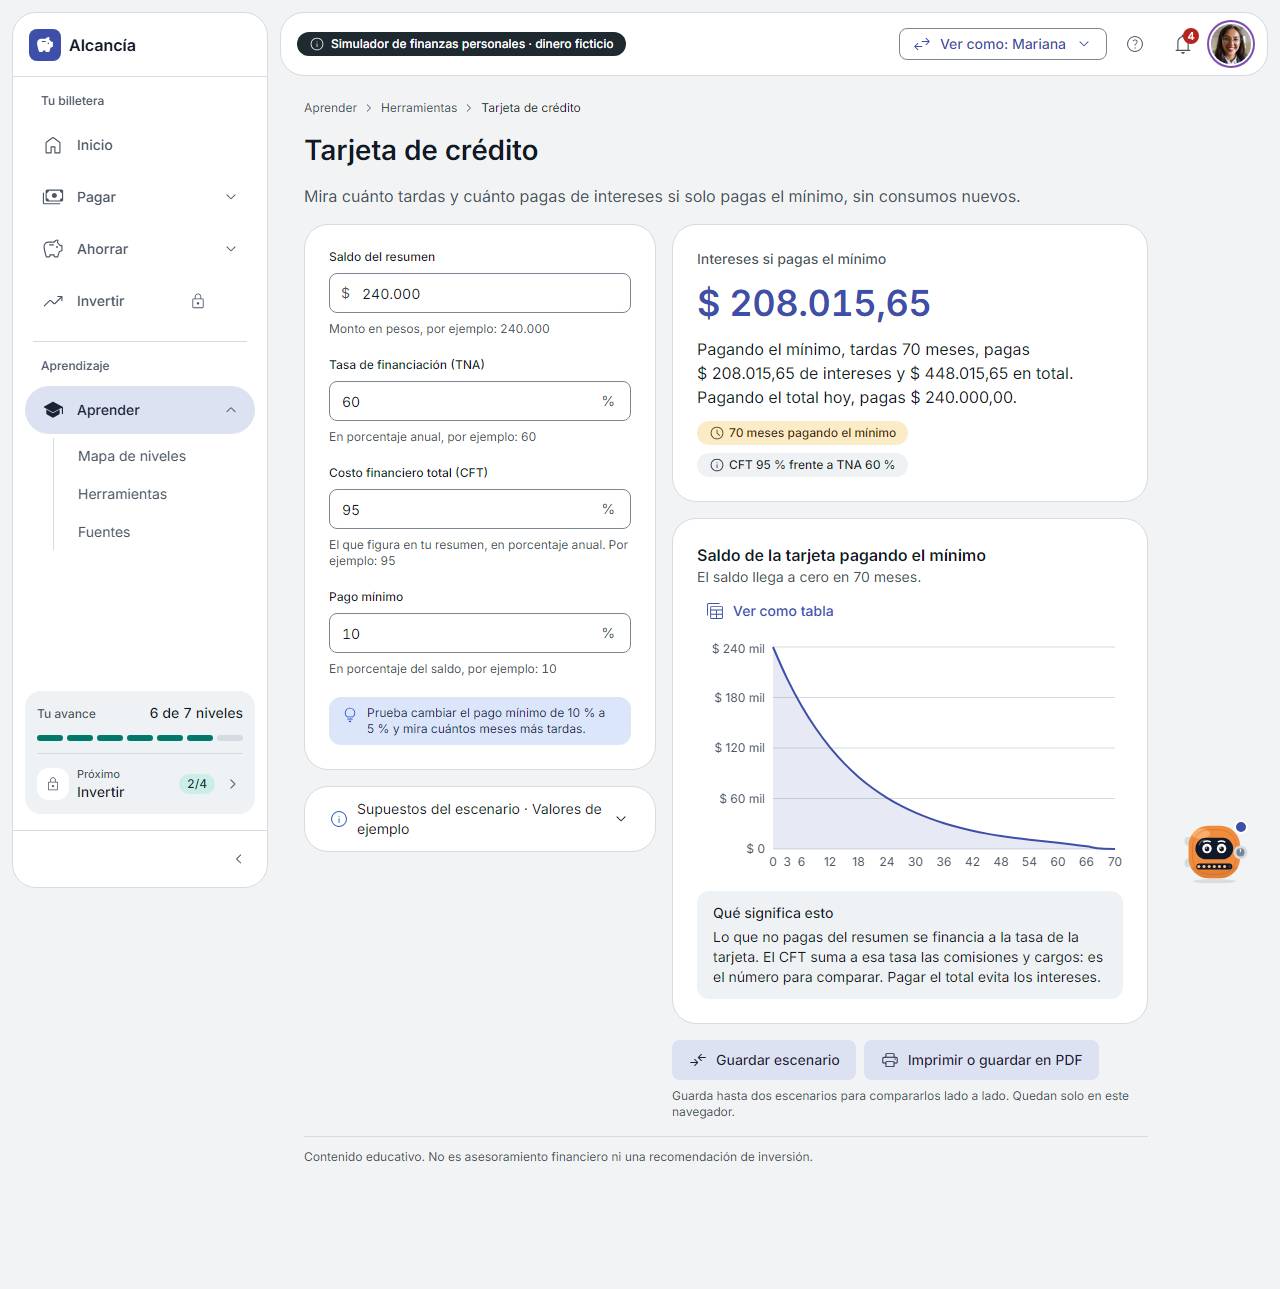 Alcancía
Simulador de finanzas personales · dinero ficticio
Ver como: Mariana
4
Tu billetera
Inicio
Pagar
Ahorrar
Invertir
Aprendizaje
Aprender
Mapa de niveles
Herramientas
Fuentes
Tu avance
6 de 7 niveles
Próximo
Invertir
2/4
Aprender > Herramientas > Tarjeta de crédito
Tarjeta de crédito
Mira cuánto tardas y cuánto pagas de intereses si solo pagas el mínimo, sin consumos nuevos.
Saldo del resumen
$ 240.000
Monto en pesos, por ejemplo: 240.000
Tasa de financiación (TNA)
60 %
En porcentaje anual, por ejemplo: 60
Costo financiero total (CFT)
95 %
El que figura en tu resumen, en porcentaje anual. Por
ejemplo: 95
Pago mínimo
10 %
En porcentaje del saldo, por ejemplo: 10
Prueba cambiar el pago mínimo de 10 % a
5 % y mira cuántos meses más tardas.
Supuestos del escenario · Valores de
ejemplo
Intereses si pagas el mínimo
$ 208.015,65
Pagando el mínimo, tardas 70 meses, pagas
$ 208.015,65 de intereses y $ 448.015,65 en total.
Pagando el total hoy, pagas $ 240.000,00.
70 meses pagando el mínimo
CFT 95 % frente a TNA 60 %
Saldo de la tarjeta pagando el mínimo
El saldo llega a cero en 70 meses.
Ver como tabla
$ 240 mil
$ 180 mil
$ 120 mil
$ 60 mil
$ 0
0 3 6 12 18 24 30 36 42 48 54 60 66 70
Qué significa esto
Lo que no pagas del resumen se financia a la tasa de la
tarjeta. El CFT suma a esa tasa las comisiones y cargos: es
el número para comparar. Pagar el total evita los intereses.
Guardar escenario
Imprimir o guardar en PDF
Guarda hasta dos escenarios para compararlos lado a lado. Quedan solo en este
navegador.
Contenido educativo. No es asesoramiento financiero ni una recomendación de inversión.